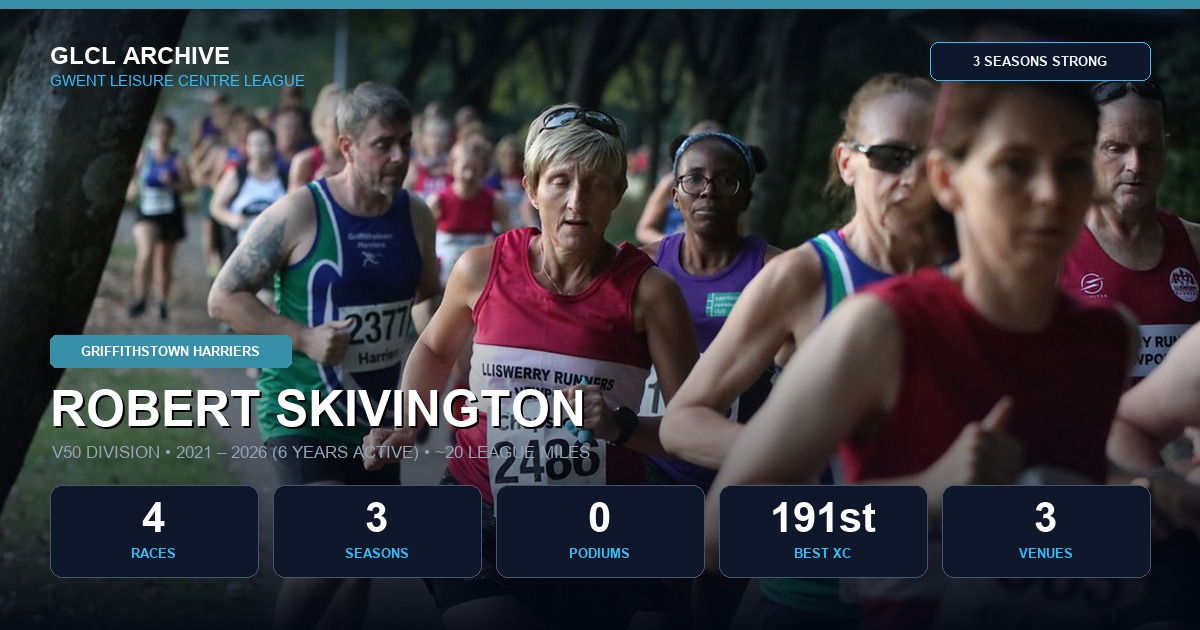 GLCL ARCHIVE
GWENT LEISURE CENTRE LEAGUE
3 SEASONS STRONG
Griffithstown
Harriers
2377
Harrier
LLISWERRY RUNNERS
2486
GRIFFITHSTOWN HARRIERS
ROBERT SKIVINGTON
V50 DIVISION • 2021 – 2026 (6 YEARS ACTIVE) • ~20 LEAGUE MILES
4
RACES
3
SEASONS
0
PODIUMS
191st
BEST XC
3
VENUES